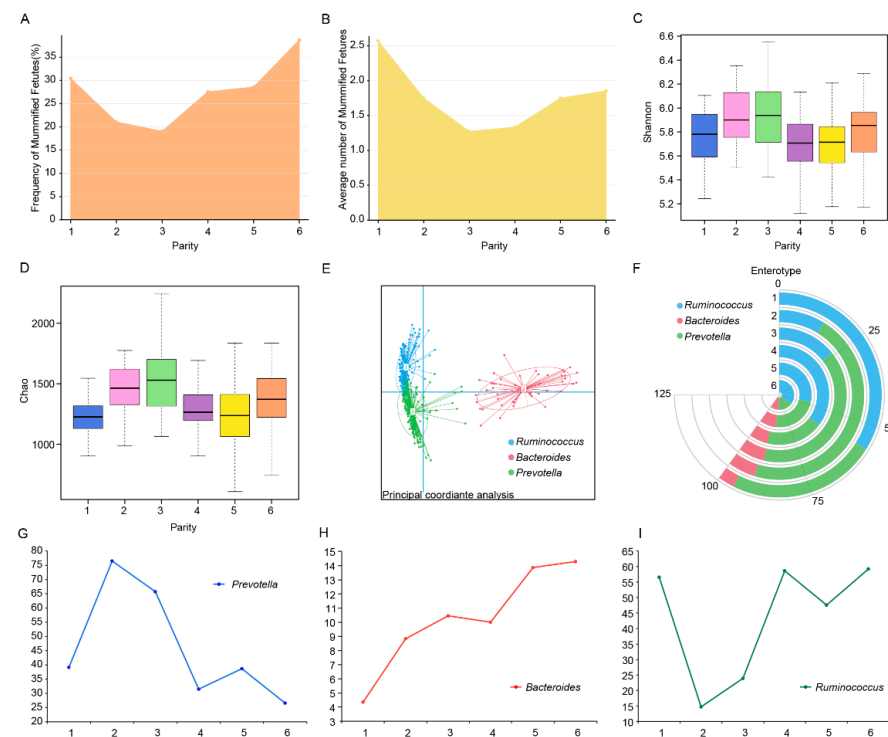 A
Frequency of Mummified Fetutes(%)
35
30
25
20
15
10
5
0
1 2 3 4 5 6
Parity
B
Average number of Mummified Fetures
2.5
2.0
1.5
1.0
0.5
0.0
1 2 3 4 5 6
Parity
C
Shannon
6.6
6.4
6.2
6.0
5.8
5.6
5.4
5.2
1 2 3 4 5 6
Parity
D
Chao
2000
1500
1000
1 2 3 4 5 6
Parity
E
Ruminococcus
Bacteroides
Prevotella
Principal coordiante analysis
F
Enterotype
0
Ruminococcus
Bacteroides
Prevotella
1
2
3
4
5
6
25
5
75
100
125
G
80
75
70
65
60
55
50
45
40
35
30
25
20
Prevotella
1 2 3 4 5 6
H
15
14
13
12
11
10
9
8
7
6
5
4
3
Bacteroides
1 2 3 4 5 6
I
65
60
55
50
45
40
35
30
25
20
15
10
Ruminococcus
1 2 3 4 5 6